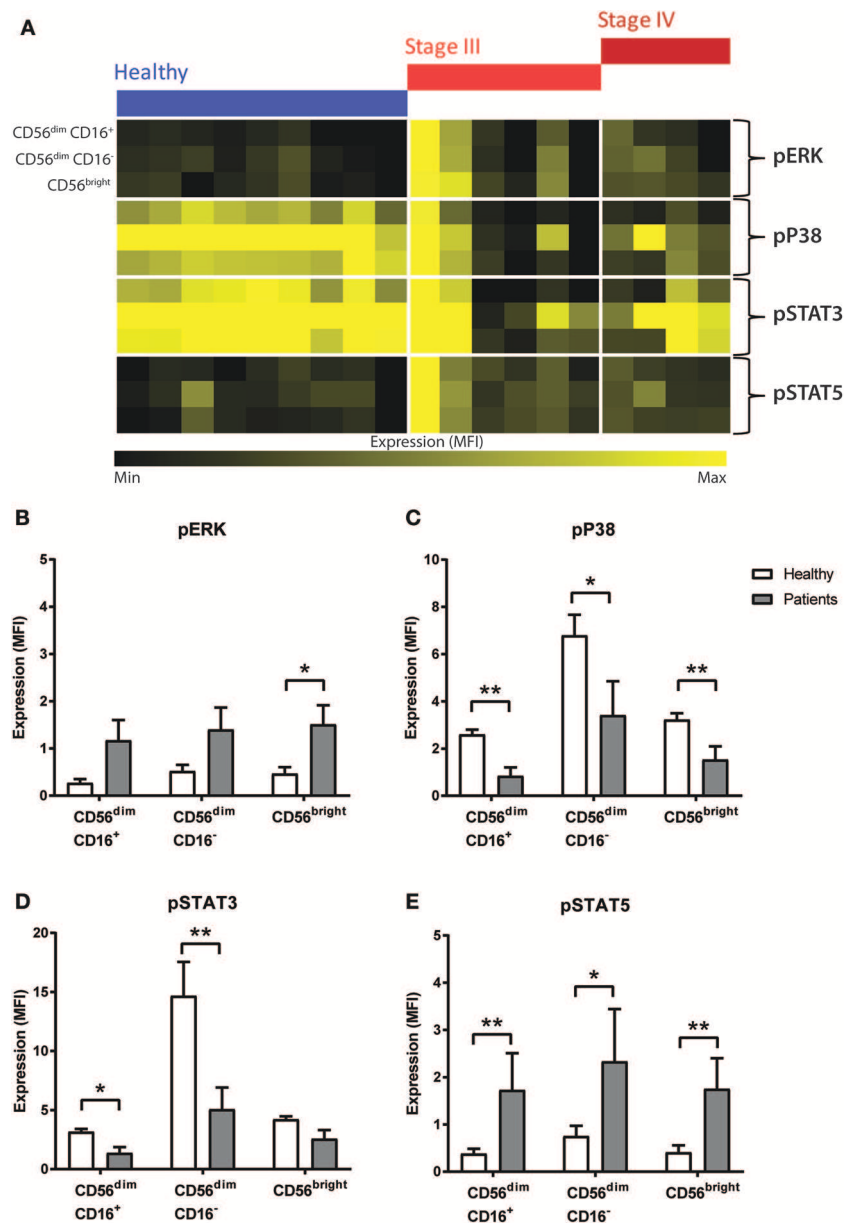 A
Healthy
Stage III
Stage IV
CD56dim CD16+
CD56dim CD16-
CD56bright
pERK
pP38
pSTAT3
pSTAT5
Expression (MFI)
Min
Max
B
pERK
Expression (MFI)
5
4
3
2
1
0
*
CD56dim
CD16+
CD56dim
CD16-
CD56bright
C
pP38
Expression (MFI)
10
8
6
4
2
0
**
*
**
CD56dim
CD16+
CD56dim
CD16-
CD56bright
Healthy
Patients
D
pSTAT3
Expression (MFI)
20
15
10
5
0
*
**
CD56dim
CD16+
CD56dim
CD16-
CD56bright
E
pSTAT5
Expression (MFI)
5
4
3
2
1
0
**
*
**
CD56dim
CD16+
CD56dim
CD16-
CD56bright